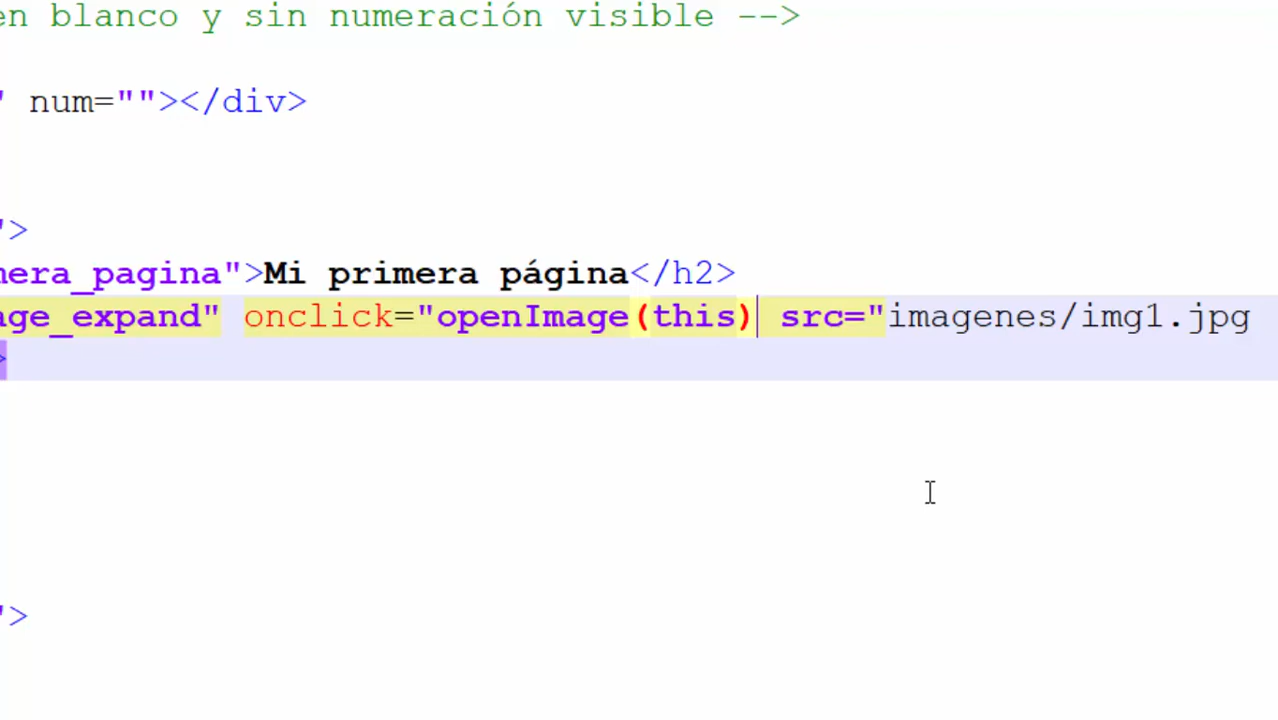 en blanco y sin numeración visible -->
" num=""></div>
">
mera_pagina">Mi primera página</h2>
age_expand" onclick="openImage(this) src="imagenes/img1.jpg
>
">